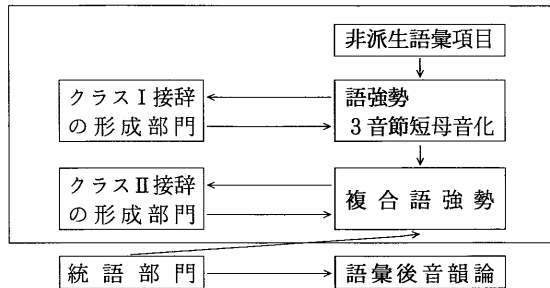 非派生語彙項目
クラスⅠ接辞
の形成部門
語強勢
3音節短母音化
クラスⅡ接辞
の形成部門
複合語強勢
統語部門
語彙後音韻論